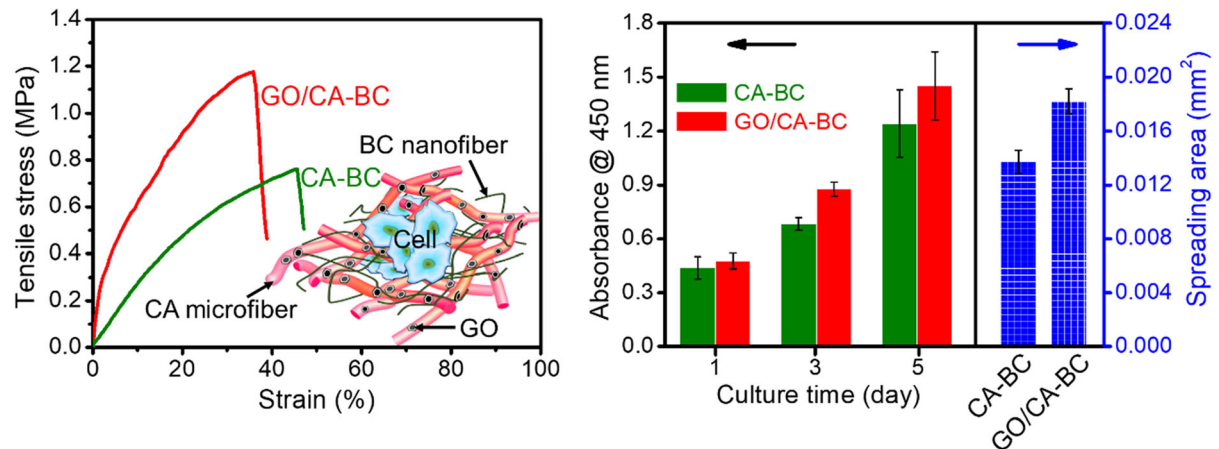 1.4
1.2
1.0
0.8
0.6
0.4
0.2
0.0
Tensile stress (MPa)
GO/CA-BC
BC nanofiber
CA-BC
Cell
CA microfiber
GO
0 20 40 60 80 100
Strain (%)
1.8
1.5
1.2
0.9
0.6
0.3
0.0
Absorbance @ 450 nm
CA-BC
GO/CA-BC
1 3 5
Culture time (day)
CA-BC
GO/CA-BC
0.024
0.020
0.016
0.012
0.008
0.004
0.000
Spreading area (mm²)